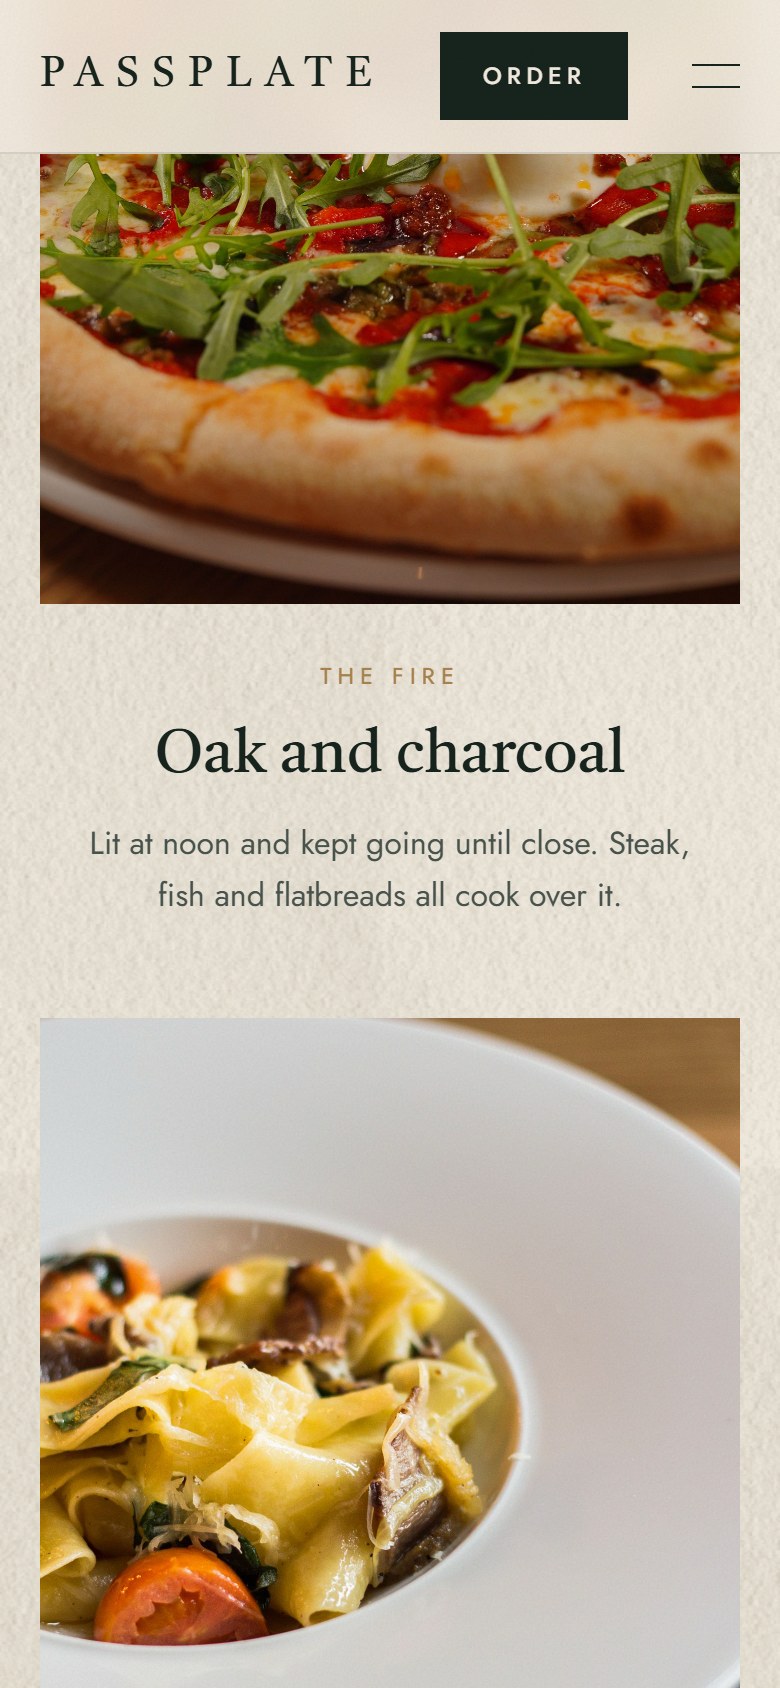 PASSPLATE
ORDER
THE FIRE
Oak and charcoal
Lit at noon and kept going until close. Steak,
fish and flatbreads all cook over it.